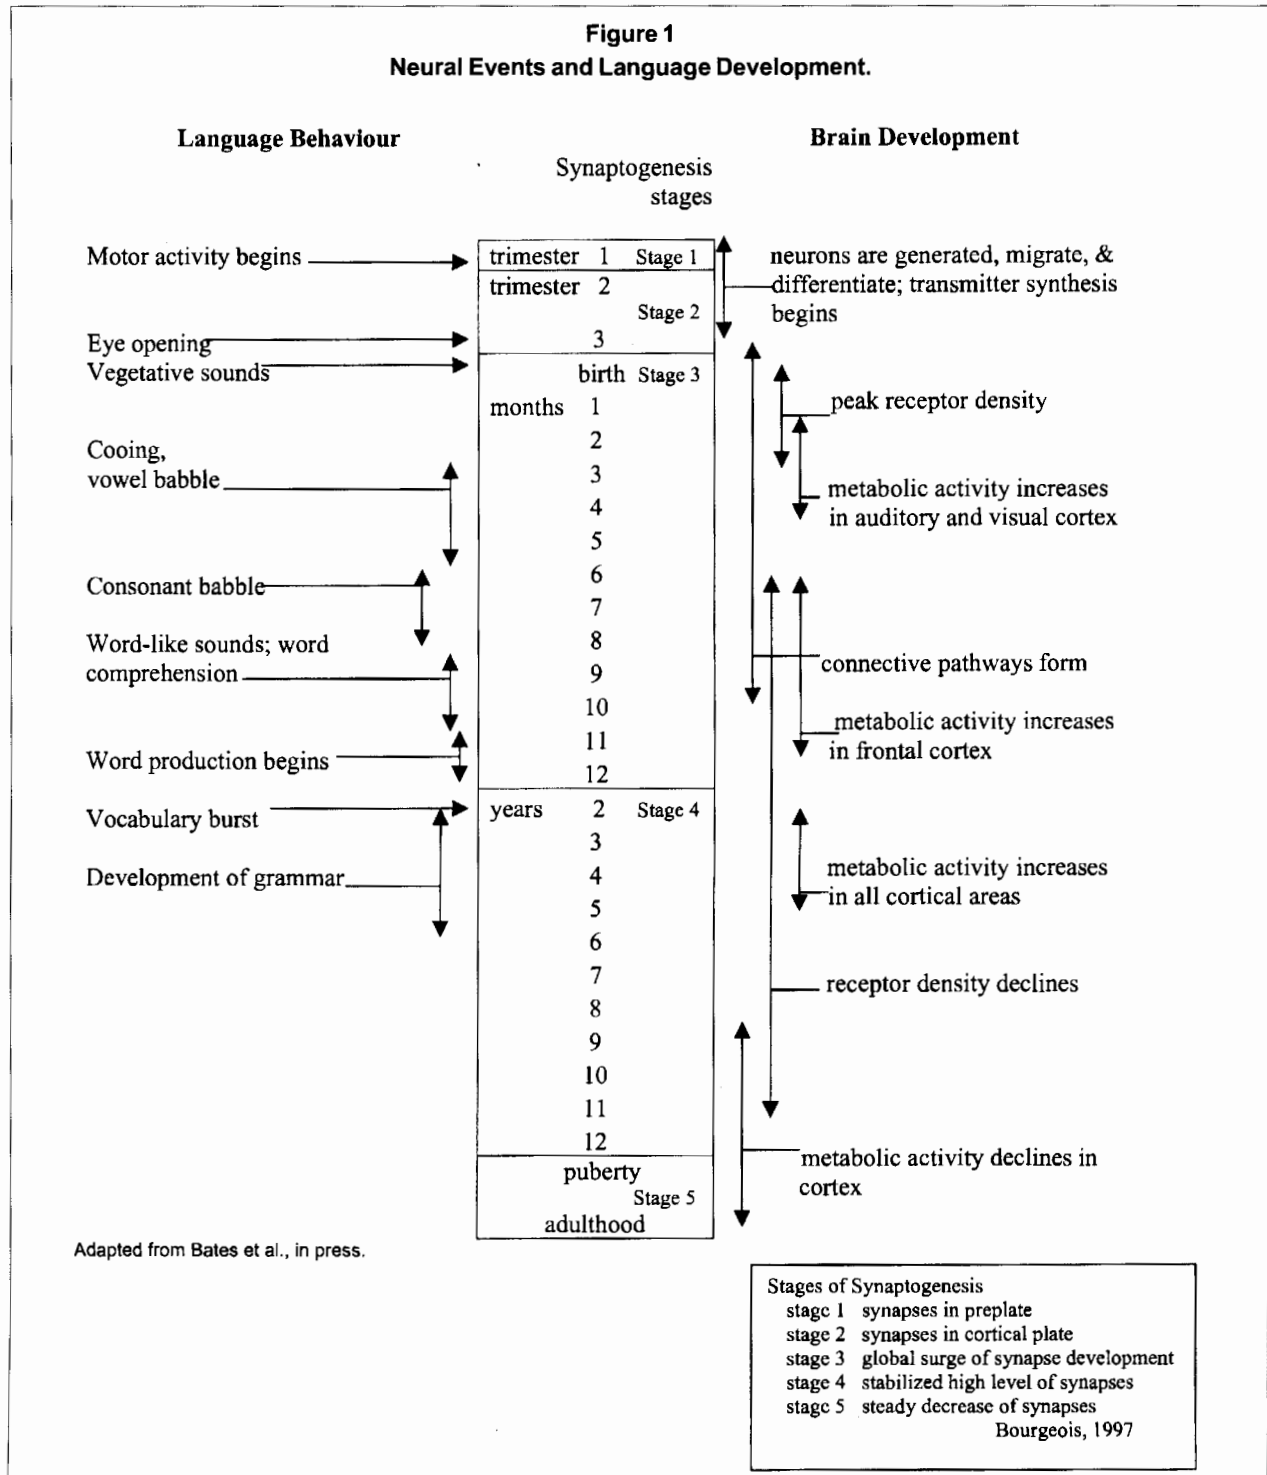 Figure 1
Neural Events and Language Development.
Language Behaviour
Brain Development
Synaptogenesis
stages
Motor activity begins
Eye opening
Vegetative sounds
Cooing,
vowel babble
Consonant babble
Word-like sounds; word
comprehension
Word production begins
Vocabulary burst
Development of grammar
trimester 1 Stage 1
trimester 2
Stage 2
3
birth Stage 3
months 1
2
3
4
5
6
7
8
9
10
11
12
years 2 Stage 4
3
4
5
6
7
8
9
10
11
12
puberty
Stage 5
adulthood
neurons are generated, migrate, &
differentiate; transmitter synthesis
begins
peak receptor density
metabolic activity increases
in auditory and visual cortex
connective pathways form
metabolic activity increases
in frontal cortex
metabolic activity increases
in all cortical areas
receptor density declines
metabolic activity declines in
cortex
Adapted from Bates et al., in press.
Stages of Synaptogenesis
stage 1 synapses in preplate
stage 2 synapses in cortical plate
stage 3 global surge of synapse development
stage 4 stabilized high level of synapses
stage 5 steady decrease of synapses
Bourgeois, 1997